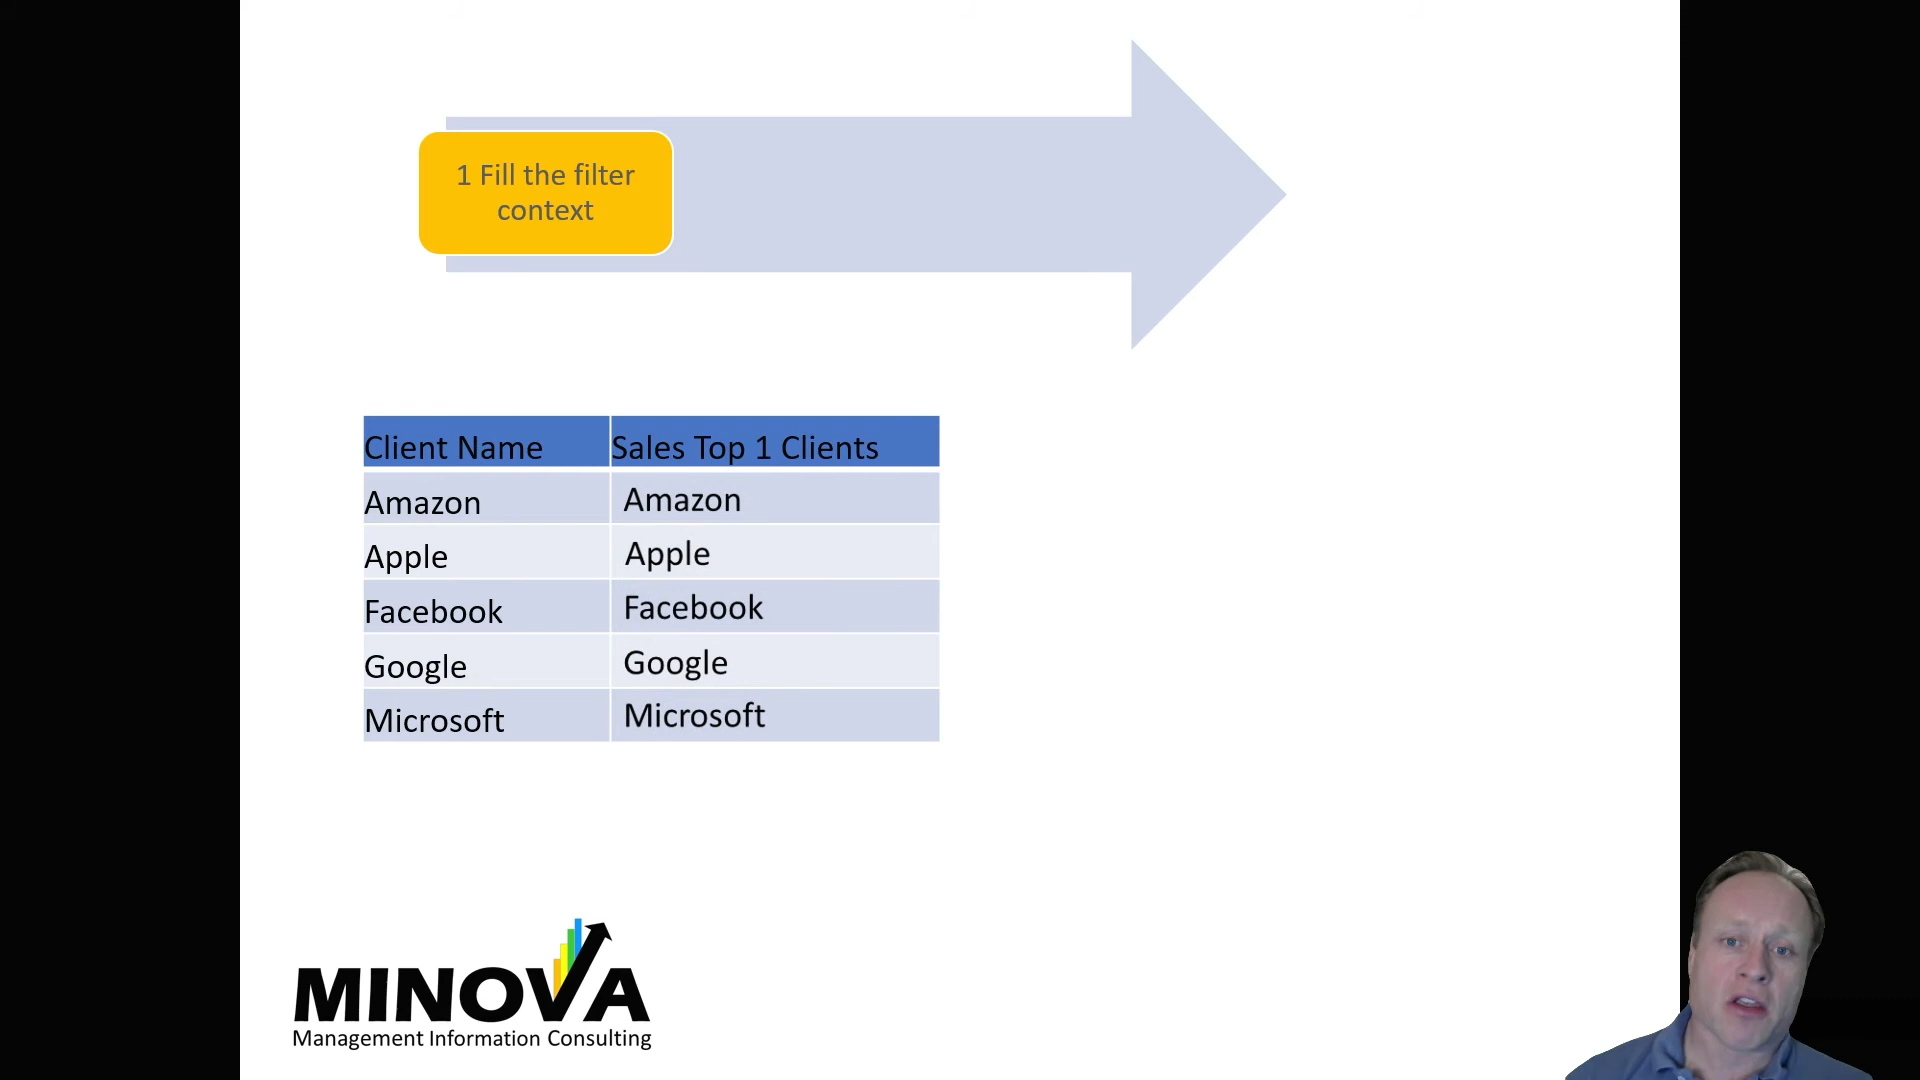 1 Fill the filter
context
Client Name Sales Top 1 Clients
Amazon Amazon
Apple Apple
Facebook Facebook
Google Google
Microsoft Microsoft
MINOVA
Management Information Consulting